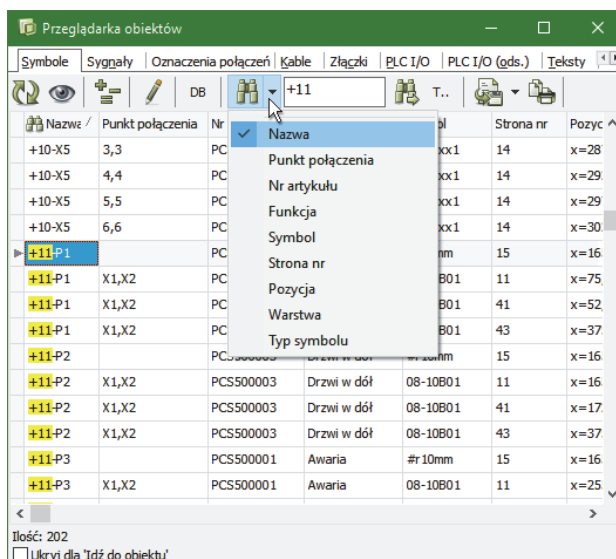 Przeglądarka obiektów
Symbole Sygnały Oznaczenia połączeń Kable Złączki PLC I/O PLC I/O (ods.) Teksty
DB +11 T..
Nazwa Punkt połączenia Nr Strona nr
+10-X5 3,3 14
+10-X5 4,4 14
+10-X5 5,5 14
+10-X5 6,6 14
+11-P1 15
+11-P1 X1,X2 11
+11-P1 X1,X2 41
+11-P1 X1,X2 43
Nazwa
Punkt połączenia
Nr artykułu
Funkcja
Symbol
Strona nr
Pozycja
Warstwa
Typ symbolu
+11-P2 15
+11-P2 X1,X2 PCS500003 Drzwi w dół 08-10B01 11
+11-P2 X1,X2 PCS500003 Drzwi w dół 08-10B01 41
+11-P2 X1,X2 PCS500003 Drzwi w dół 08-10B01 43
+11-P3 PCS500001 Awaria #r10mm 15
+11-P3 X1,X2 PCS500001 Awaria 08-10B01 11
Ilość: 202
Ukryj dla 'Idź do obiektu'